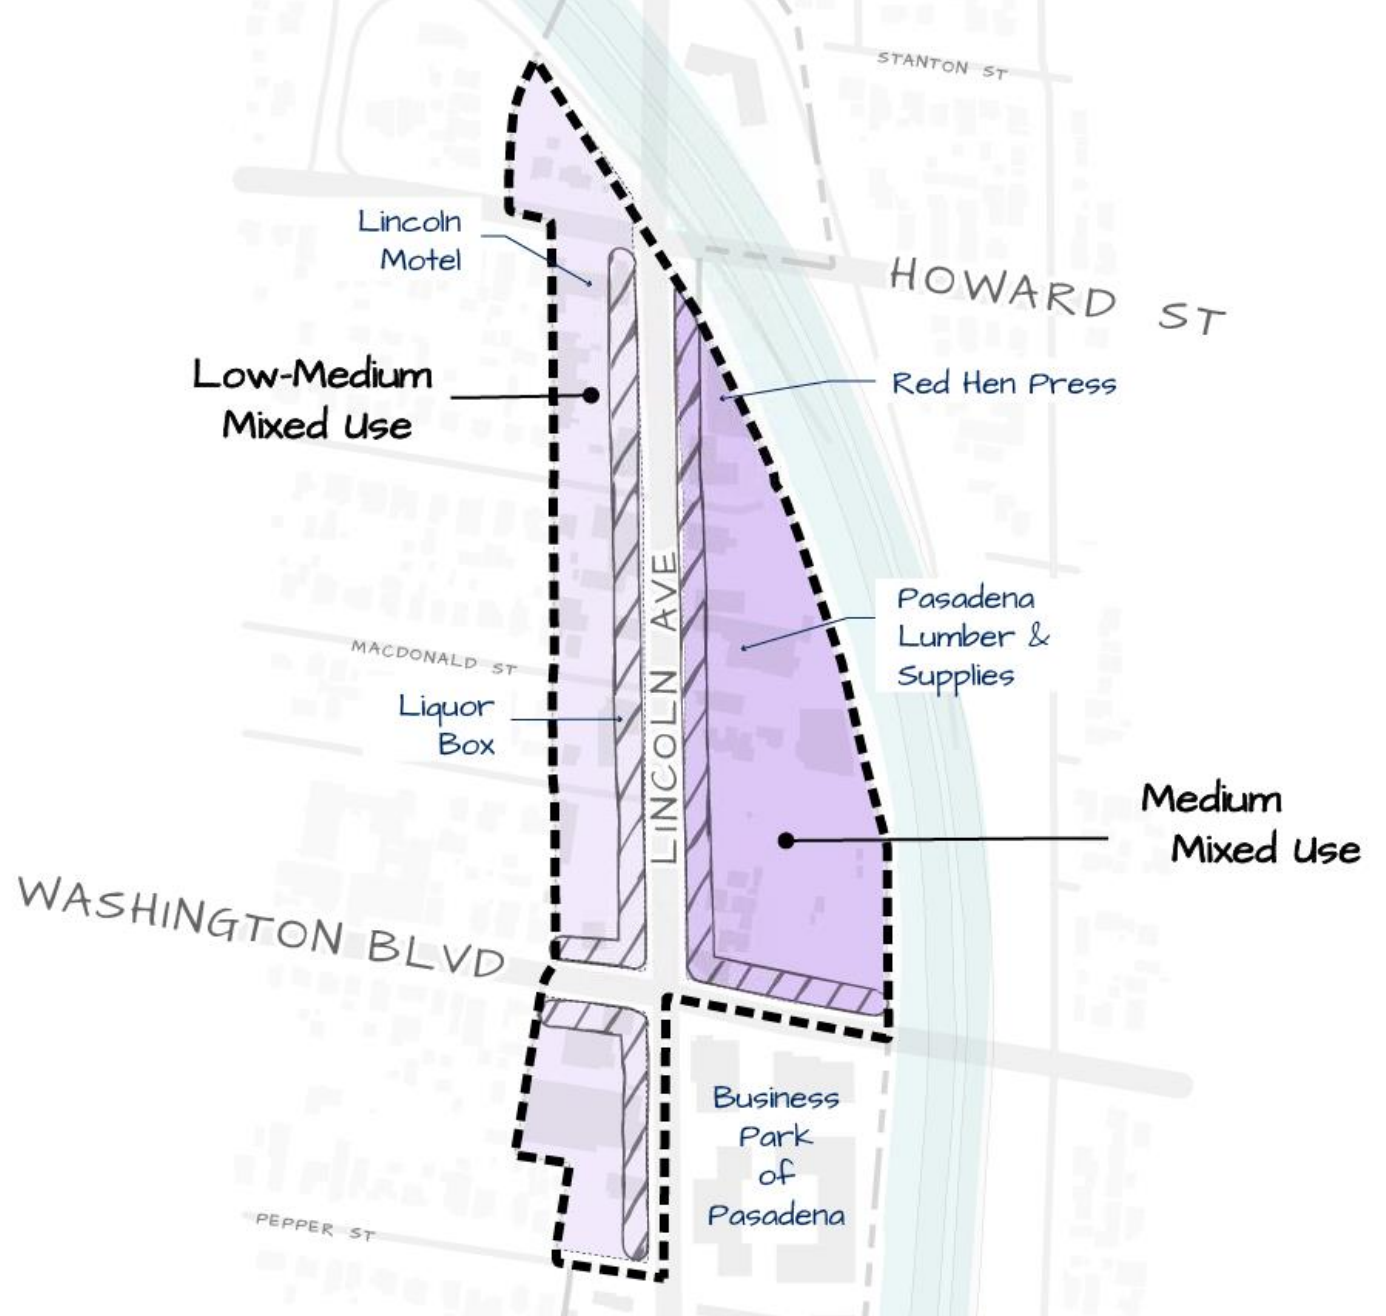 STANTON ST
Lincoln
Motel
HOWARD ST
Low-Medium
Mixed Use
Red Hen Press
LINCOLN AVE
Pasadena
Lumber &
Supplies
MACDONALD ST
Liquor
Box
Medium
Mixed Use
WASHINGTON BLVD
Business
Park
of
Pasadena
PEPPER ST